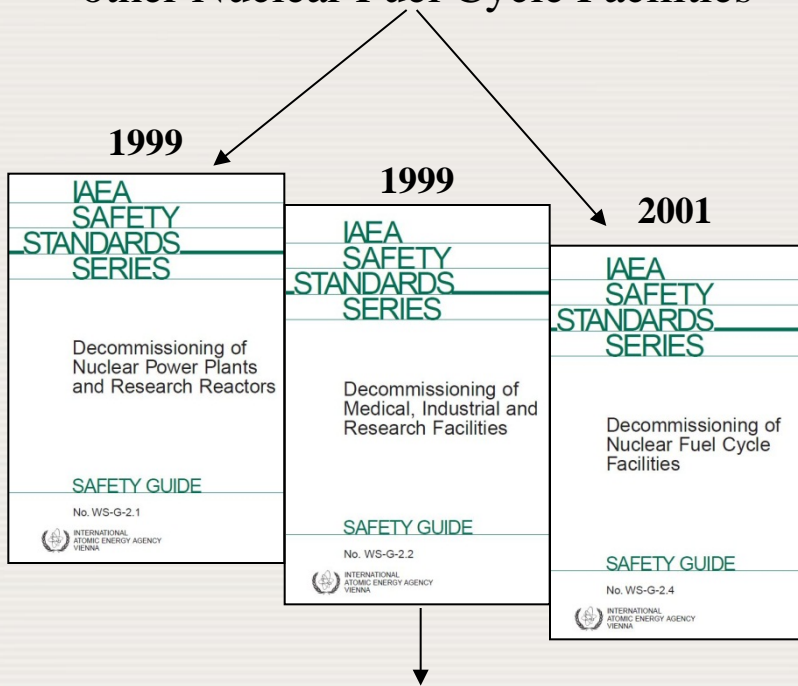 other Nuclear Fuel Cycle Facilities
1999
IAEA
SAFETY
STANDARDS
SERIES
Decommissioning of
Nuclear Power Plants
and Research Reactors
SAFETY GUIDE
No. WS-G-2.1
INTERNATIONAL
ATOMIC ENERGY AGENCY
VIENNA
1999
IAEA
SAFETY
STANDARDS
SERIES
Decommissioning of
Medical, Industrial and
Research Facilities
SAFETY GUIDE
No. WS-G-2.2
INTERNATIONAL
ATOMIC ENERGY AGENCY
VIENNA
2001
IAEA
SAFETY
STANDARDS
SERIES
Decommissioning of
Nuclear Fuel Cycle
Facilities
SAFETY GUIDE
No. WS-G-2.4
INTERNATIONAL
ATOMIC ENERGY AGENCY
VIENNA